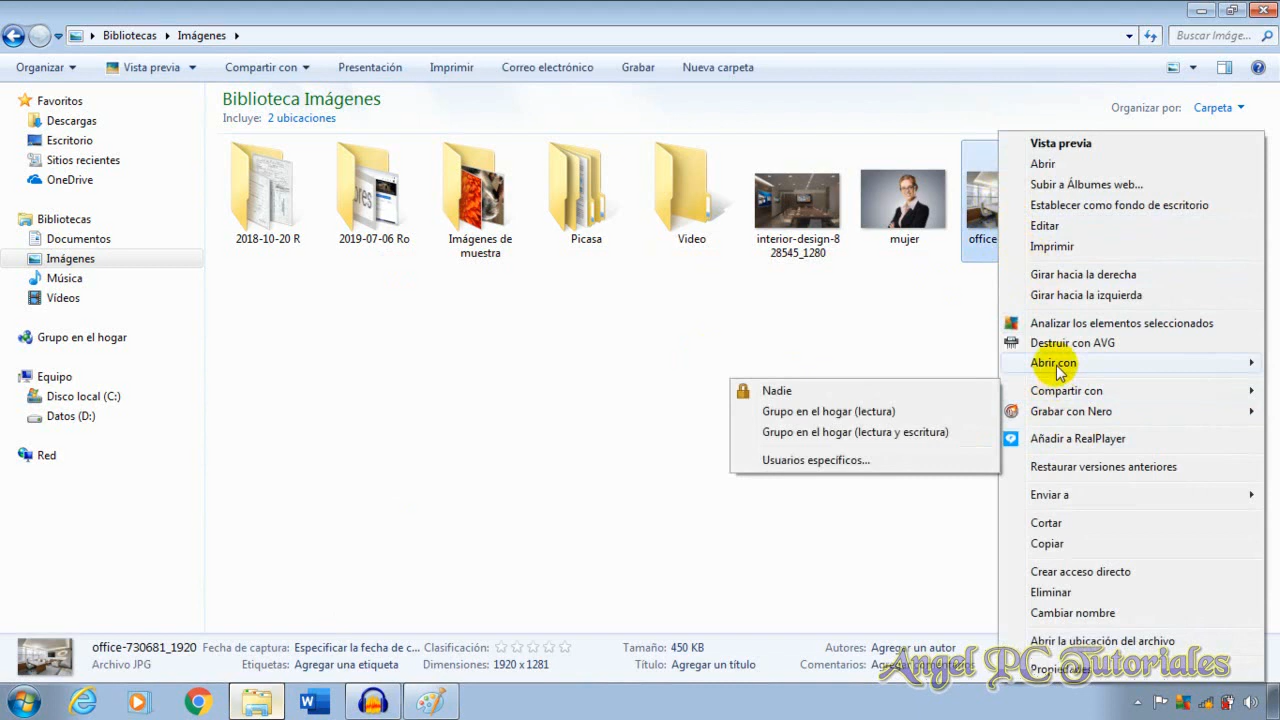 Bibliotecas
Imágenes
Buscar Imáge...
Organizar
Vista previa
Compartir con
Presentación
Imprimir
Correo electrónico
Grabar
Nueva carpeta
Favoritos
Descargas
Escritorio
Sitios recientes
OneDrive
Bibliotecas
Documentos
Imágenes
Música
Vídeos
Grupo en el hogar
Equipo
Disco local (C:)
Datos (D:)
Red
Biblioteca Imágenes
Incluye: 2 ubicaciones
Organizar por: Carpeta
2018-10-20 R
2019-07-06 Ro
Imágenes de
muestra
Picasa
Video
interior-design-8
28545_1280
mujer
office
Vista previa
Abrir
Subir a Álbumes web...
Establecer como fondo de escritorio
Editar
Imprimir
Girar hacia la derecha
Girar hacia la izquierda
Analizar los elementos seleccionados
Destruir con AVG
Abrir con
Compartir con
Grabar con Nero
Añadir a RealPlayer
Restaurar versiones anteriores
Enviar a
Cortar
Copiar
Crear acceso directo
Eliminar
Cambiar nombre
Abrir la ubicación del archivo
Propiedades
Nadie
Grupo en el hogar (lectura)
Grupo en el hogar (lectura y escritura)
Usuarios específicos...
office-730681_1920
Archivo JPG
Fecha de captura: Especificar la fecha de c...
Etiquetas: Agregar una etiqueta
Clasificación:
Dimensiones: 1920 x 1281
Tamaño: 450 KB
Título: Agregar un título
Autores: Agregar un autor
Comentarios: Agregar comentarios
Angel PC Tutoriales